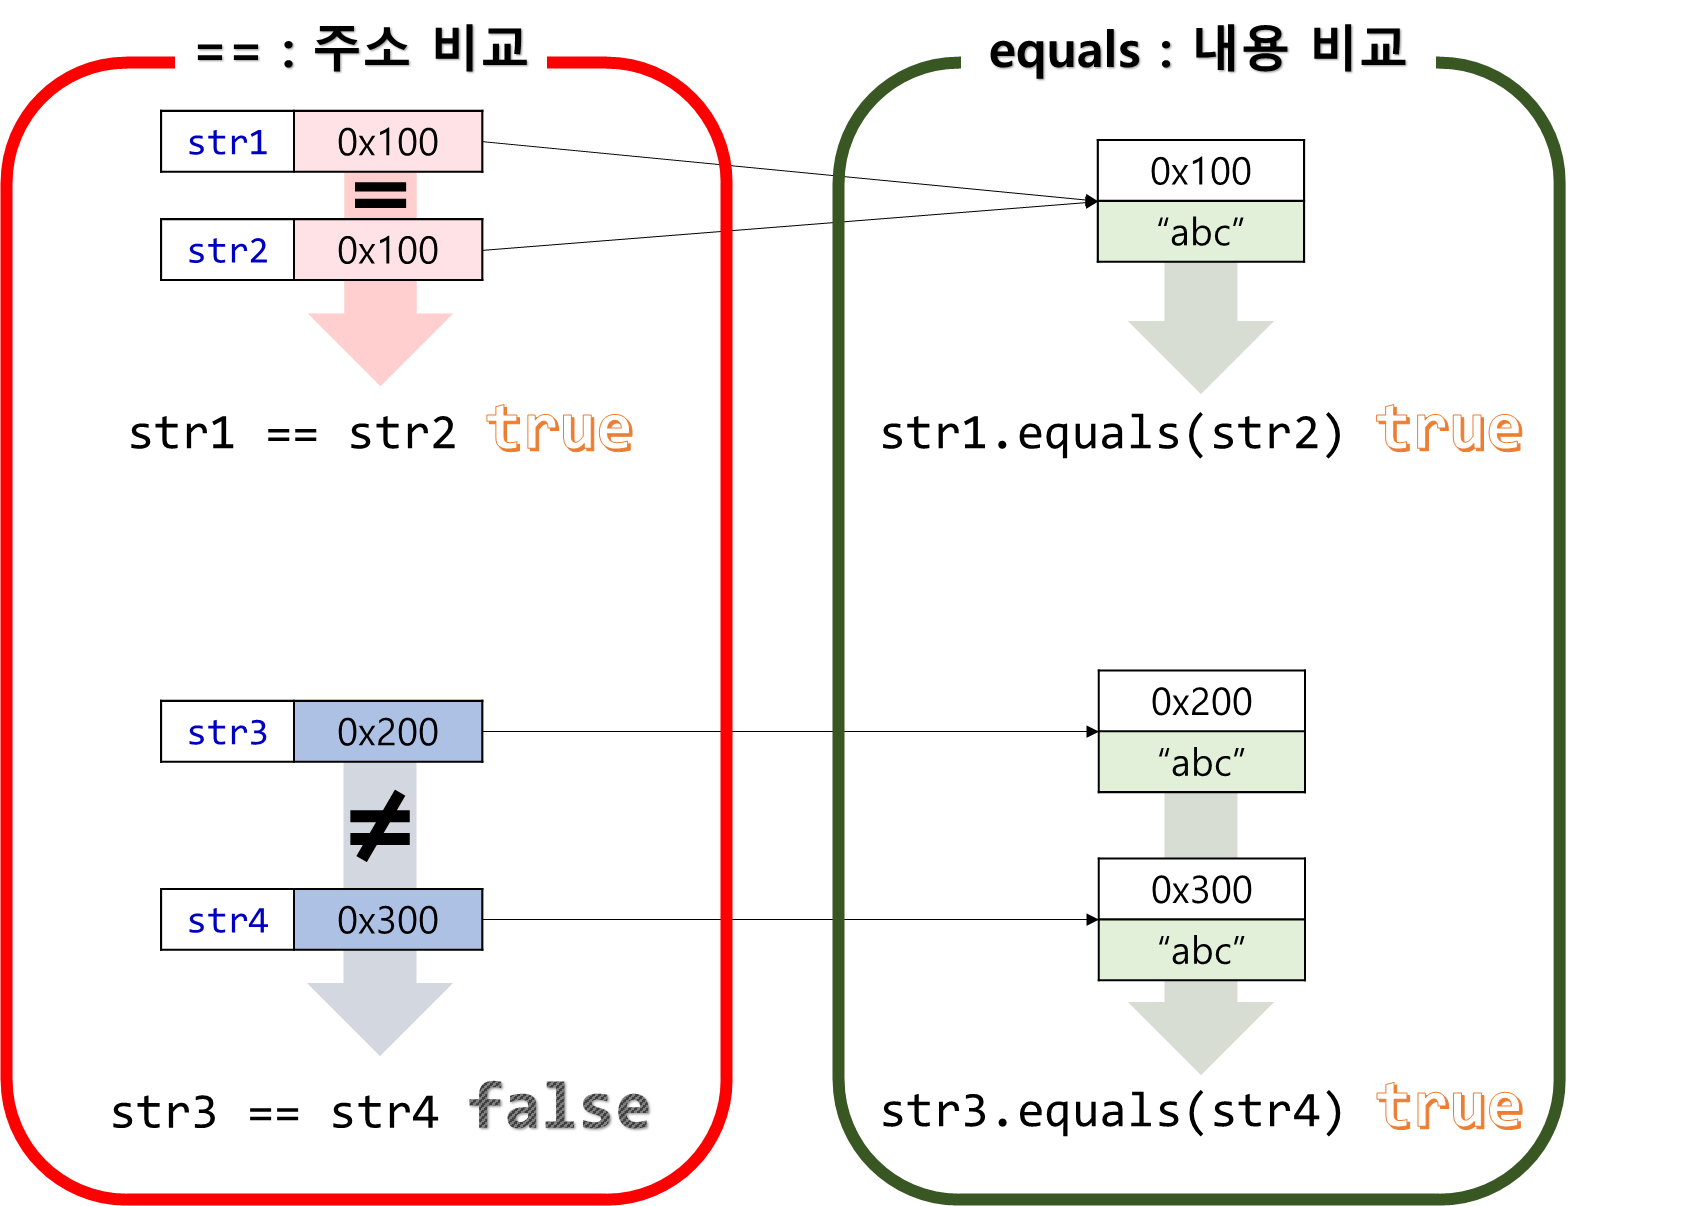 == : 주소 비교
str1 0x100
=
str2 0x100
str1 == str2 true
str3 0x200
≠
str4 0x300
str3 == str4 false
equals : 내용 비교
0x100
“abc”
str1.equals(str2) true
0x200
“abc”
0x300
“abc”
str3.equals(str4) true